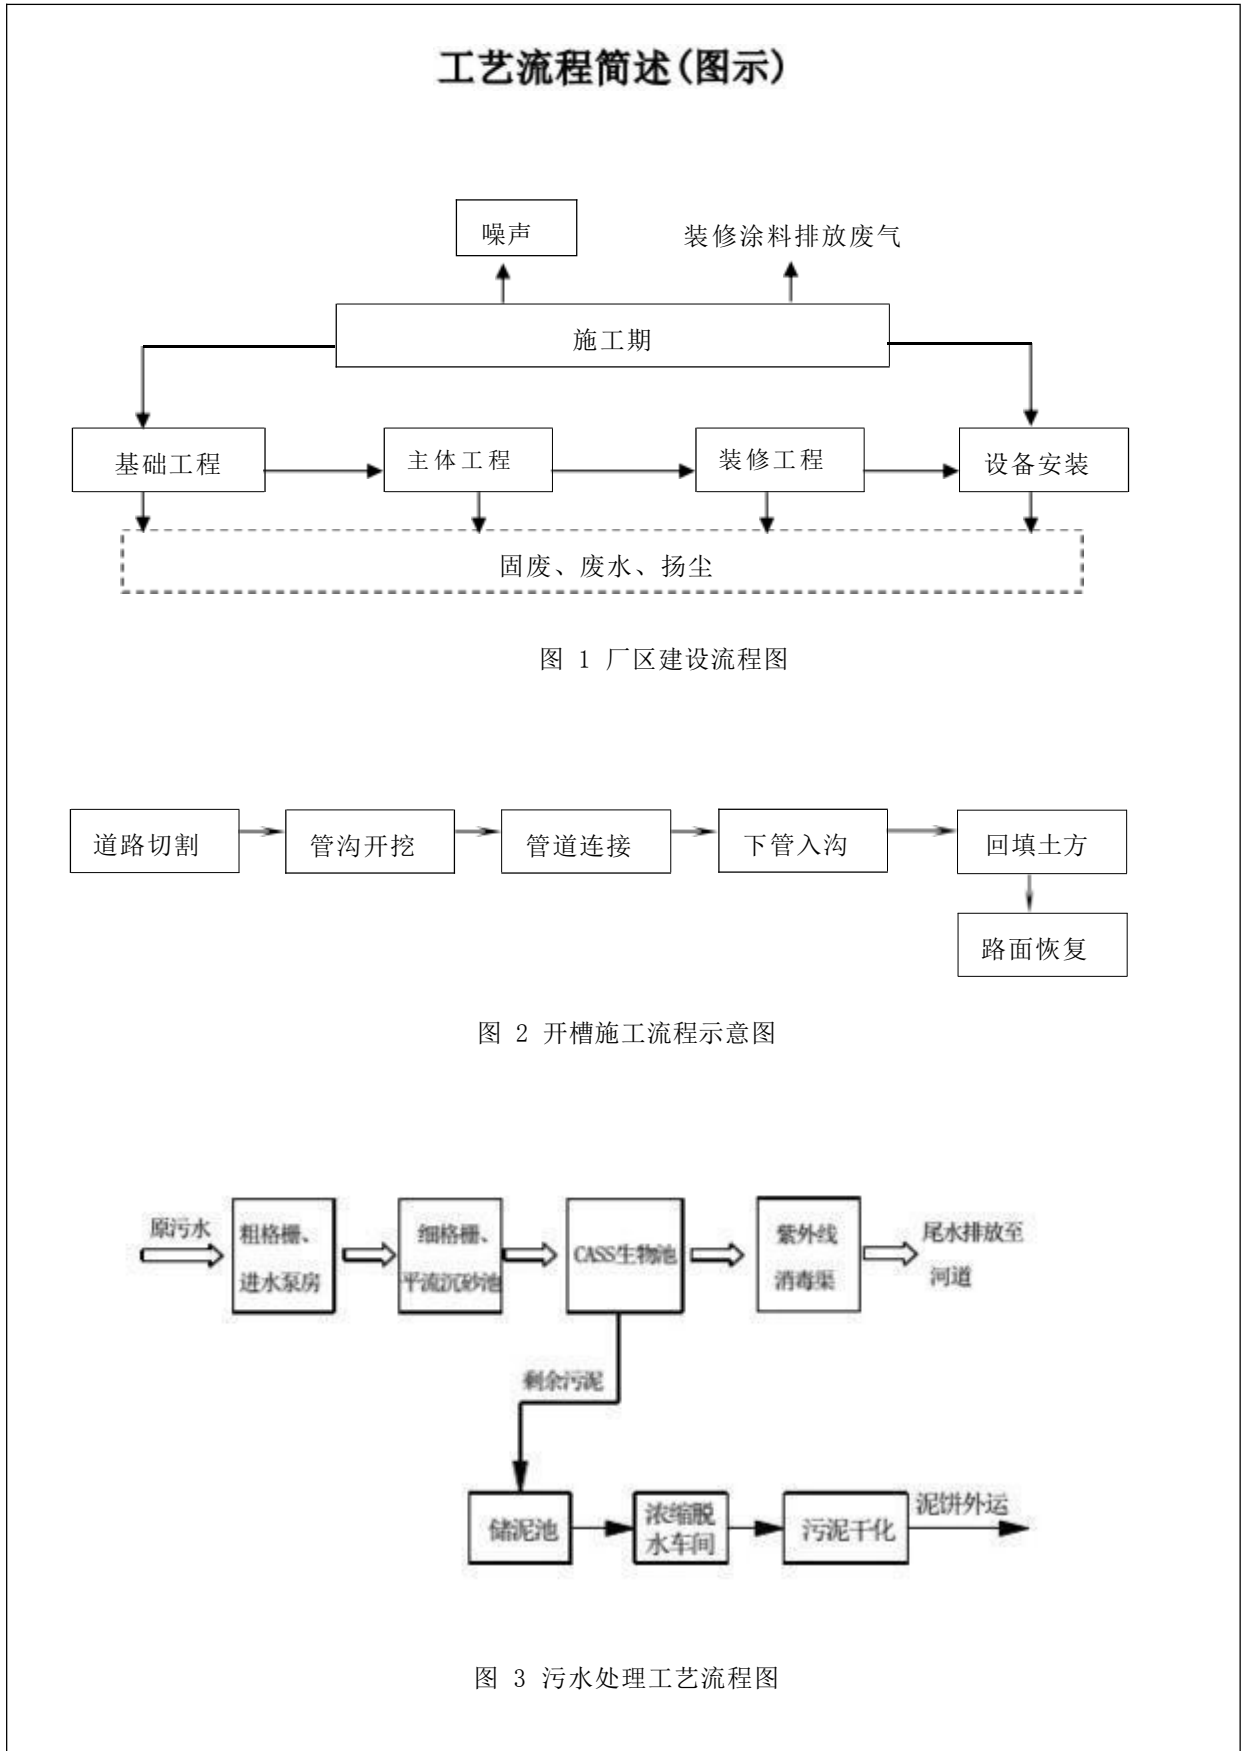 工艺流程简述(图示)
噪声
装修涂料排放废气
施工期
基础工程
主体工程
装修工程
设备安装
固废、废水、扬尘
图 1 厂区建设流程图
道路切割
管沟开挖
管道连接
下管入沟
回填土方
路面恢复
图 2 开槽施工流程示意图
原污水
粗格栅、
进水泵房
细格栅、
平流沉砂池
CASS生物池
紫外线
消毒渠
尾水排放至
河道
剩余污泥
储泥池
浓缩脱
水车间
污泥干化
泥饼外运
图 3 污水处理工艺流程图